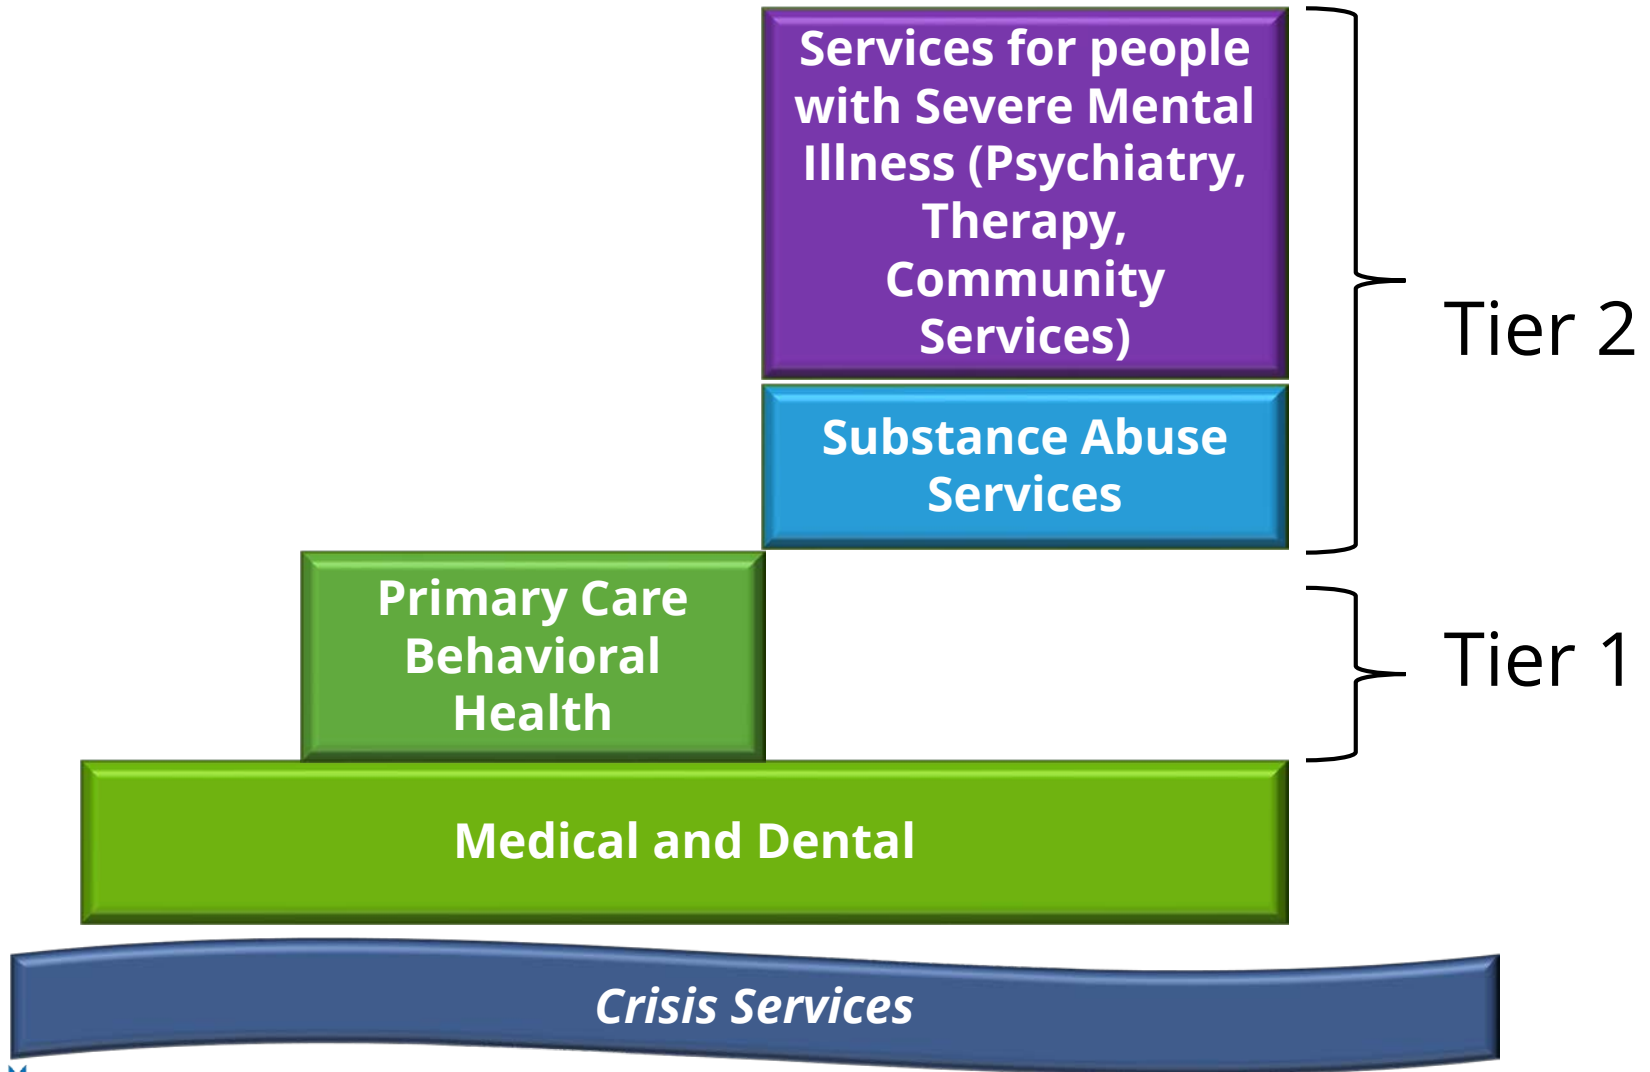 Services for people
with Severe Mental
Illness (Psychiatry,
Therapy,
Community
Services)
Tier 2
Substance Abuse
Services
Primary Care
Behavioral
Health
Tier 1
Medical and Dental
Crisis Services